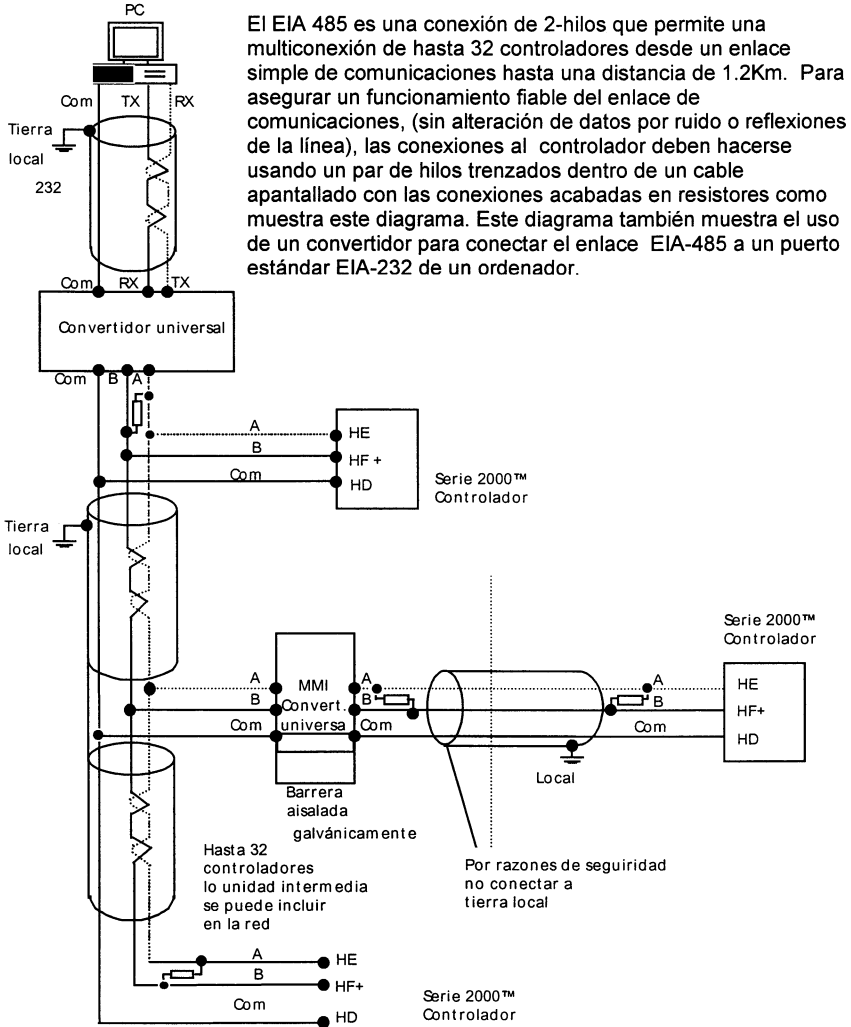 PC
El EIA 485 es una conexión de 2-hilos que permite una
multiconexión de hasta 32 controladores desde un enlace
simple de comunicaciones hasta una distancia de 1.2Km. Para
asegurar un funcionamiento fiable del enlace de
comunicaciones, (sin alteración de datos por ruido o reflexiones
de la línea), las conexiones al controlador deben hacerse
usando un par de hilos trenzados dentro de un cable
apantallado con las conexiones acabadas en resistores como
muestra este diagrama. Este diagrama también muestra el uso
de un convertidor para conectar el enlace EIA-485 a un puerto
estándar EIA-232 de un ordenador.
Com TX RX
Tierra
local
232
Com RX TX
Convertidor universal
Com B A
A HE
B HF +
Com HD
Serie 2000™
Controlador
Tierra
local
Serie 2000™
Controlador
A MMI A A HE
B Convert. B B HF+
Com universa Com Com HD
Local
Barrera
aisalada
galvánicamente
Hasta 32
controladores
lo unidad intermedia
se puede incluir
en la red
Por razones de seguiridad
no conectar a
tierra local
A HE
B HF+
Com HD
Serie 2000™
Controlador